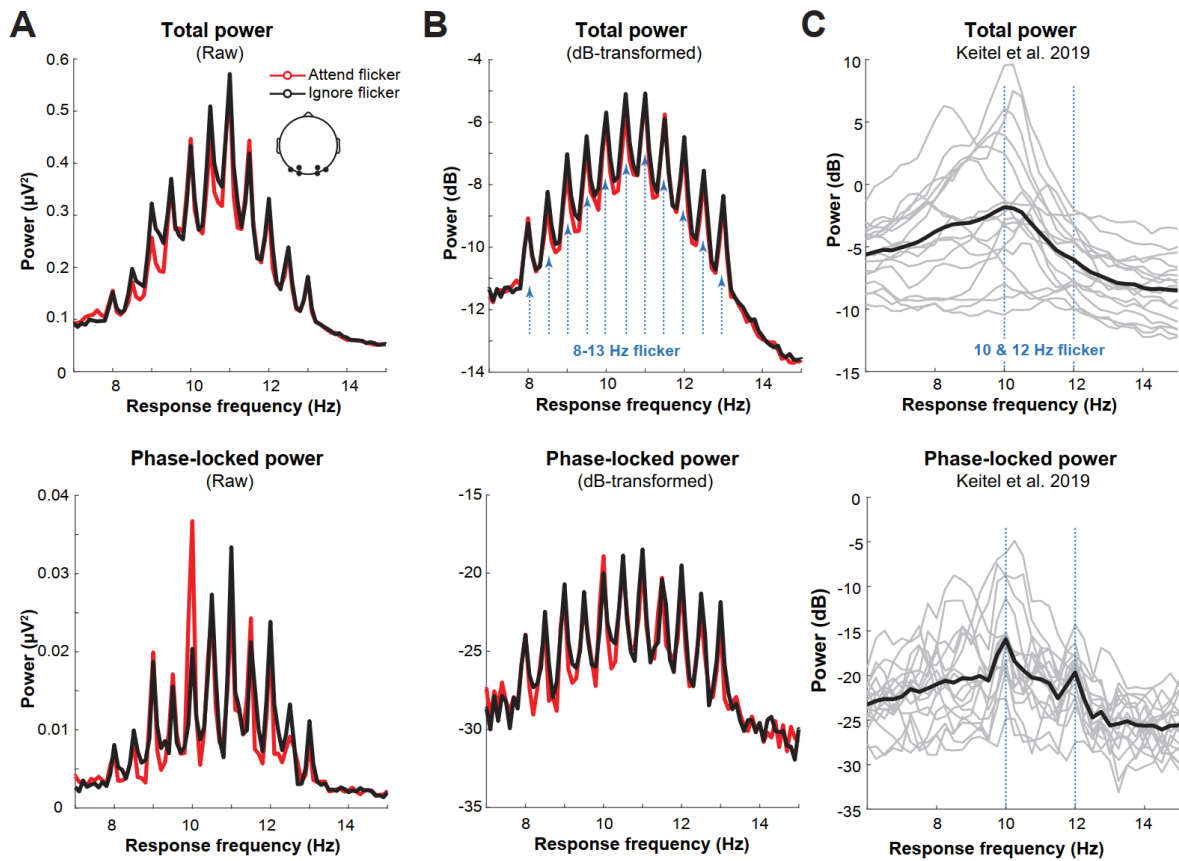 A
Total power
(Raw)
Attend flicker
Ignore flicker
Power (µV²)
0.6
0.5
0.4
0.3
0.2
0.1
0
8
10
12
14
Response frequency (Hz)
B
Total power
(dB-transformed)
Power (dB)
-4
-6
-8
-10
-12
-14
8-13 Hz flicker
8
10
12
14
Response frequency (Hz)
C
Total power
Keitel et al. 2019
Power (dB)
10
5
0
-5
-10
-15
10 & 12 Hz flicker
8
10
12
14
Response frequency (Hz)
Phase-locked power
(Raw)
Power (µV²)
0.04
0.03
0.02
0.01
0
8
10
12
14
Response frequency (Hz)
Phase-locked power
(dB-transformed)
-15
-20
-25
-30
-35
8
10
12
14
Response frequency (Hz)
Phase-locked power
Keitel et al. 2019
Power (dB)
0
-5
-10
-15
-20
-25
-30
-35
8
10
12
14
Response frequency (Hz)